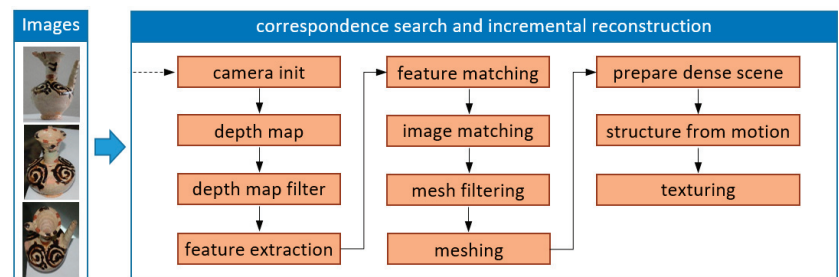 Images
correspondence search and incremental reconstruction
camera init
depth map
depth map filter
feature extraction
feature matching
image matching
mesh filtering
meshing
prepare dense scene
structure from motion
texturing